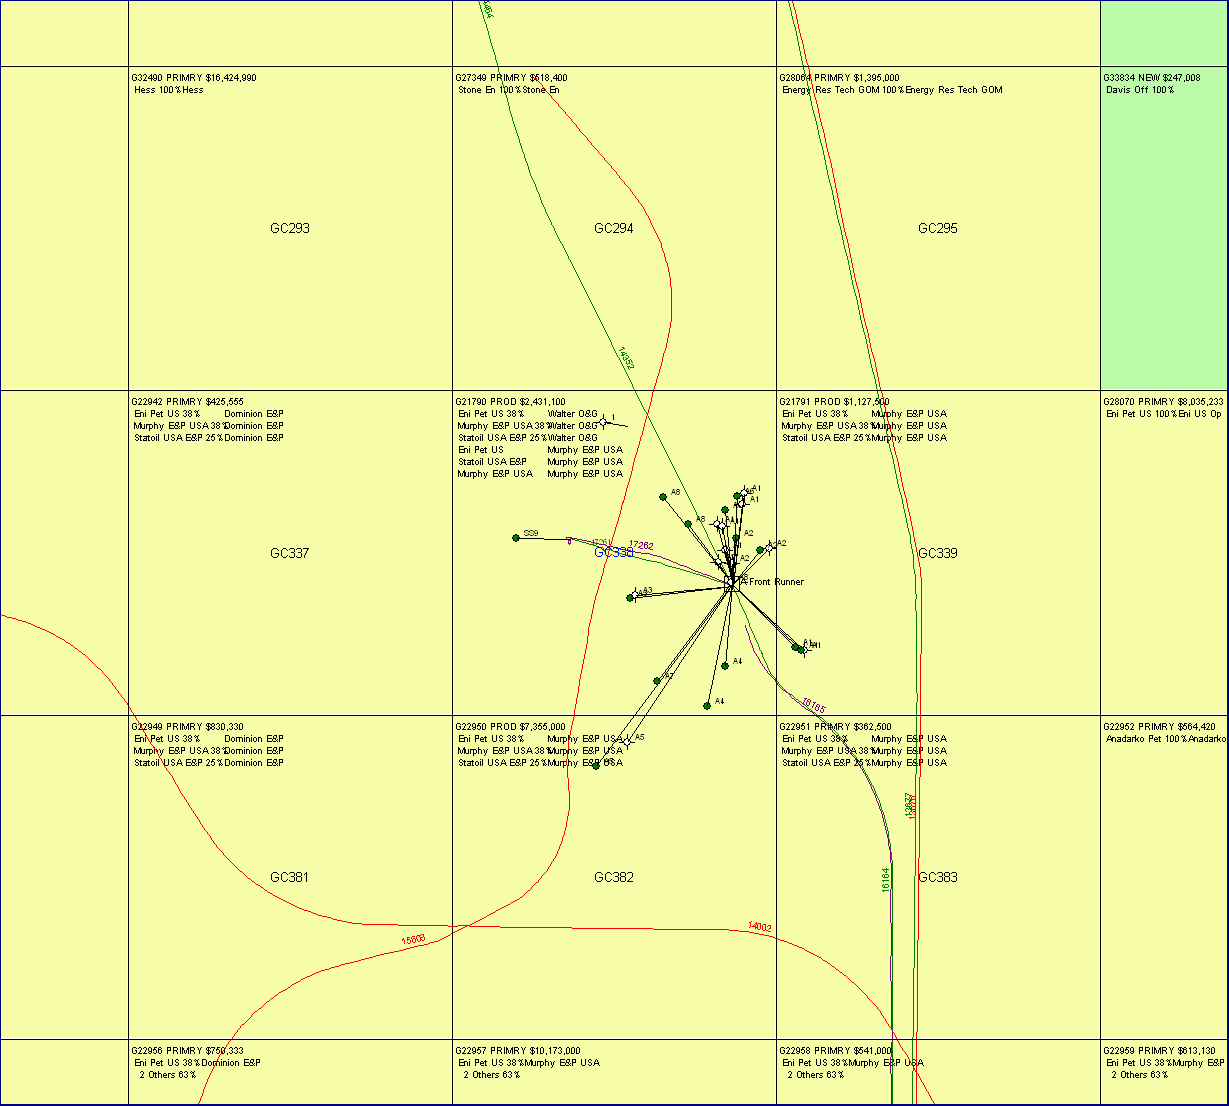 G32490 PRIMRY $16,424,990
Hess 100% Hess
G27349 PRIMRY $518,400
Stone En 100% Stone En
G28064 PRIMRY $1,395,000
Energy Res Tech GOM 100% Energy Res Tech GOM
G33834 NEW $247,008
Davis Off 100%
GC293
GC294
GC295
14352
G22942 PRIMRY $425,555
Eni Pet US 38% Dominion E&P
Murphy E&P USA 38% Dominion E&P
Statoil USA E&P 25% Dominion E&P
G21790 PROD $2,431,100
Eni Pet US 38% Walter O&G
Murphy E&P USA 38% Walter O&G
Statoil USA E&P 25% Walter O&G
Eni Pet US Murphy E&P USA
Statoil USA E&P Murphy E&P USA
Murphy E&P USA Murphy E&P USA
1
G21791 PROD $1,127,500
Eni Pet US 38% Murphy E&P USA
Murphy E&P USA 38% Murphy E&P USA
Statoil USA E&P 25% Murphy E&P USA
G28070 PRIMRY $8,035,233
Eni Pet US 100% Eni US Op
A8
A1
A1
A8
SS9
A2
A2
A2
17261
17262
GC337
GC338
GC339
A Front Runner
A3
A4
A7
A4
16165
G22949 PRIMRY $830,330
Eni Pet US 38% Dominion E&P
Murphy E&P USA 38% Dominion E&P
Statoil USA E&P 25% Dominion E&P
G22950 PROD $7,355,000
Eni Pet US 38% Murphy E&P USA
Murphy E&P USA 38% Murphy E&P USA
Statoil USA E&P 25% Murphy E&P USA
A5
G22951 PRIMRY $362,500
Eni Pet US 38% Murphy E&P USA
Murphy E&P USA 38% Murphy E&P USA
Statoil USA E&P 25% Murphy E&P USA
G22952 PRIMRY $564,420
Anadarko Pet 100% Anadarko
GC381
GC382
GC383
16164
15803
14002
G22956 PRIMRY $750,333
Eni Pet US 38% Dominion E&P
2 Others 63%
G22957 PRIMRY $10,173,000
Eni Pet US 38% Murphy E&P USA
2 Others 63%
G22958 PRIMRY $541,000
Eni Pet US 38% Murphy E&P USA
2 Others 63%
G22959 PRIMRY $613,130
Eni Pet US 38% Murphy E&P
2 Others 63%